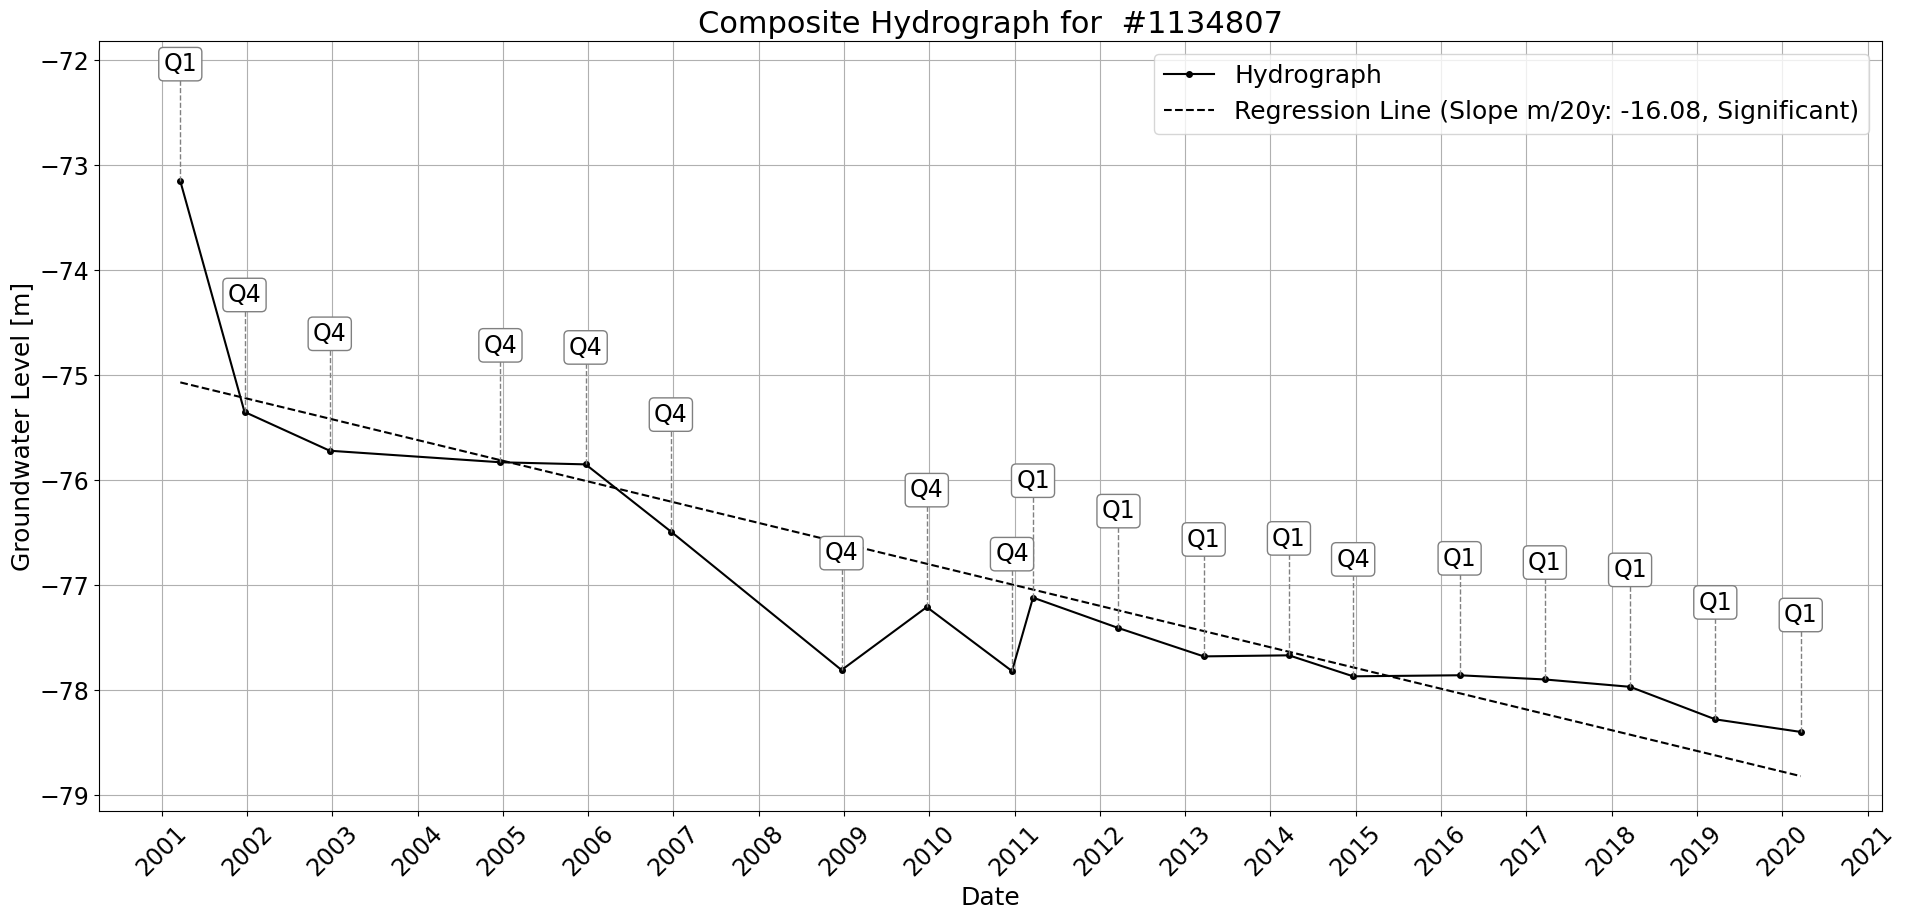 Composite Hydrograph for  #1134807
Hydrograph
Regression Line (Slope m/20y: -16.08, Significant)
Groundwater Level [m]
−72
−73
−74
−75
−76
−77
−78
−79
Q1
Q4
Q4
Q4
Q4
Q4
Q4
Q4
Q4
Q1
Q1
Q1
Q1
Q4
Q1
Q1
Q1
Q1
Q1
2001
2002
2003
2004
2005
2006
2007
2008
2009
2010
2011
2012
2013
2014
2015
2016
2017
2018
2019
2020
2021
Date